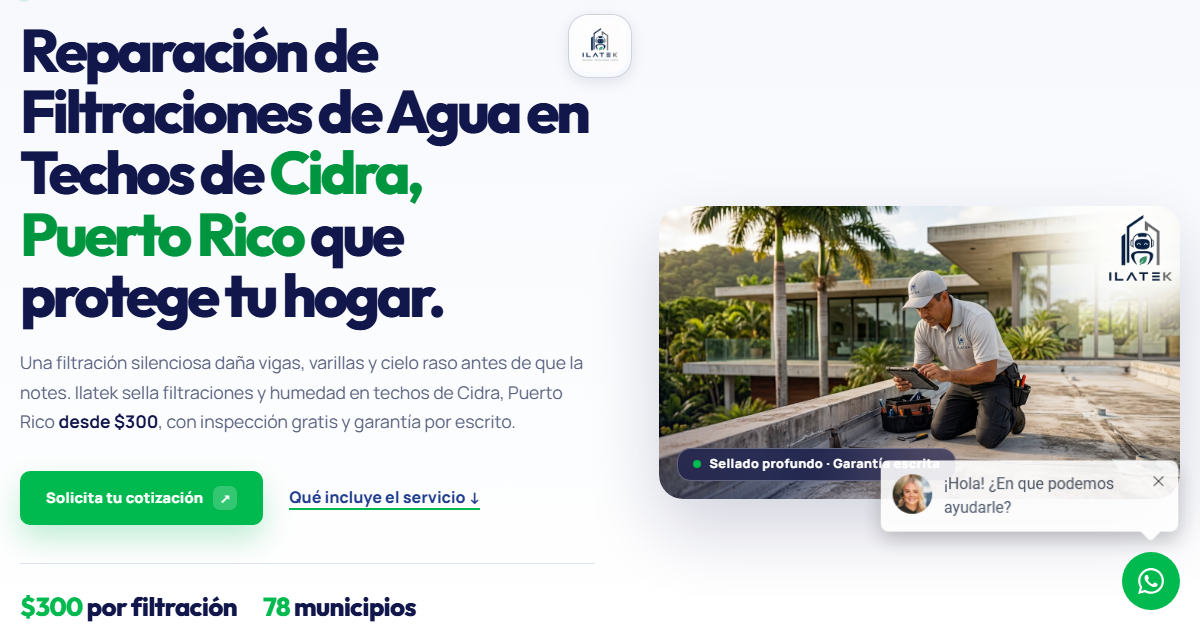 Reparación de
Filtraciones de Agua en
Techos de Cidra,
Puerto Rico que
protege tu hogar.
Una filtración silenciosa daña vigas, varillas y cielo raso antes de que la
notes. Ilatek sella filtraciones y humedad en techos de Cidra, Puerto
Rico desde $300, con inspección gratis y garantía por escrito.
Solicita tu cotización ↗
Qué incluye el servicio ↓
$300 por filtración
78 municipios
ILATEK
ILATEK
Sellado profundo · Garantía escrita
¡Hola! ¿En que podemos
ayudarle?